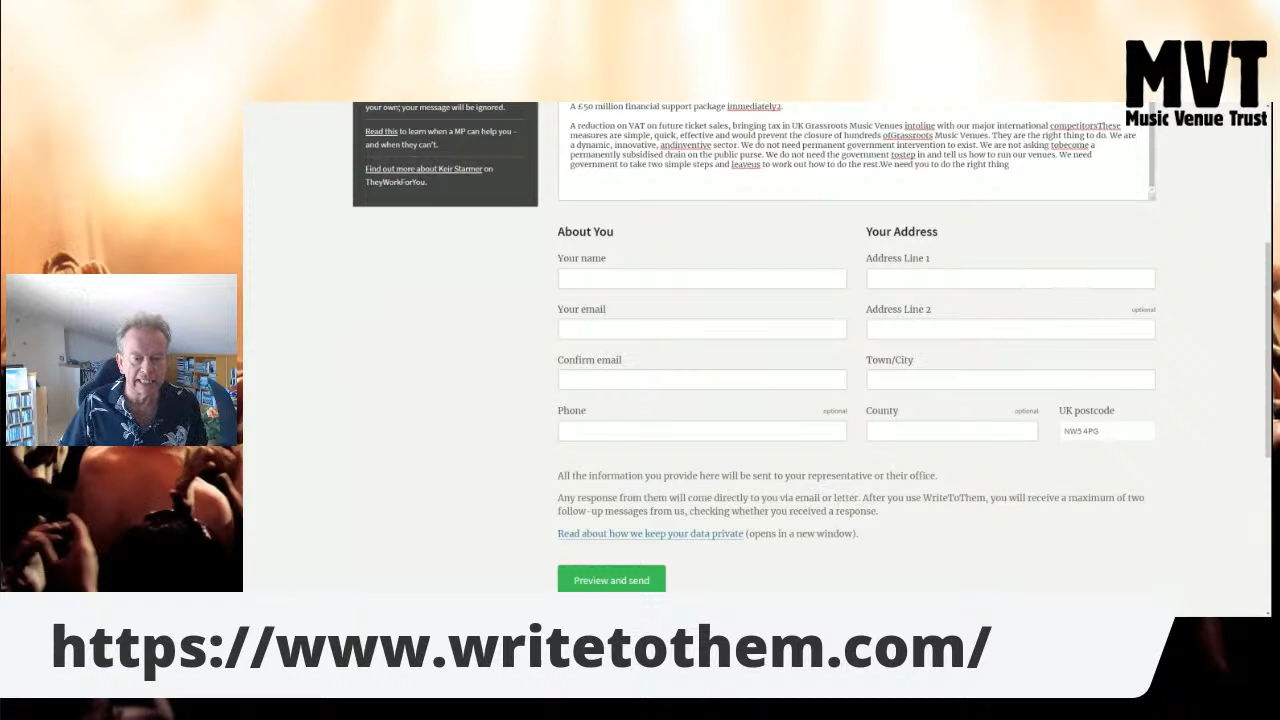 MVT
Music Venue Trust
your own; your message will be ignored.
Read this to learn when a MP can help you -
and when they can't.
Find out more about Keir Starmer on
TheyWorkForYou.
A £50 million financial support package immediately2.
A reduction on VAT on future ticket sales, bringing tax in UK Grassroots Music Venues intoline with our major international competitorsThese
measures are simple, quick, effective and would prevent the closure of hundreds ofGrassroots Music Venues. They are the right thing to do. We are
a dynamic, innovative, andinventive sector. We do not need permanent government intervention to exist. We are not asking tobecome a
permanently subsidised drain on the public purse. We do not need the government tostep in and tell us how to run our venues. We need
government to take two simple steps and leaveus to work out how to do the rest.We need you to do the right thing
About You
Your name
Your email
Confirm email
Phone
optional
Your Address
Address Line 1
Address Line 2
optional
Town/City
County
optional
UK postcode
NW5 4PG
All the information you provide here will be sent to your representative or their office.
Any response from them will come directly to you via email or letter. After you use WriteToThem, you will receive a maximum of two
follow-up messages from us, checking whether you received a response.
Read about how we keep your data private (opens in a new window).
Preview and send
https://www.writetothem.com/